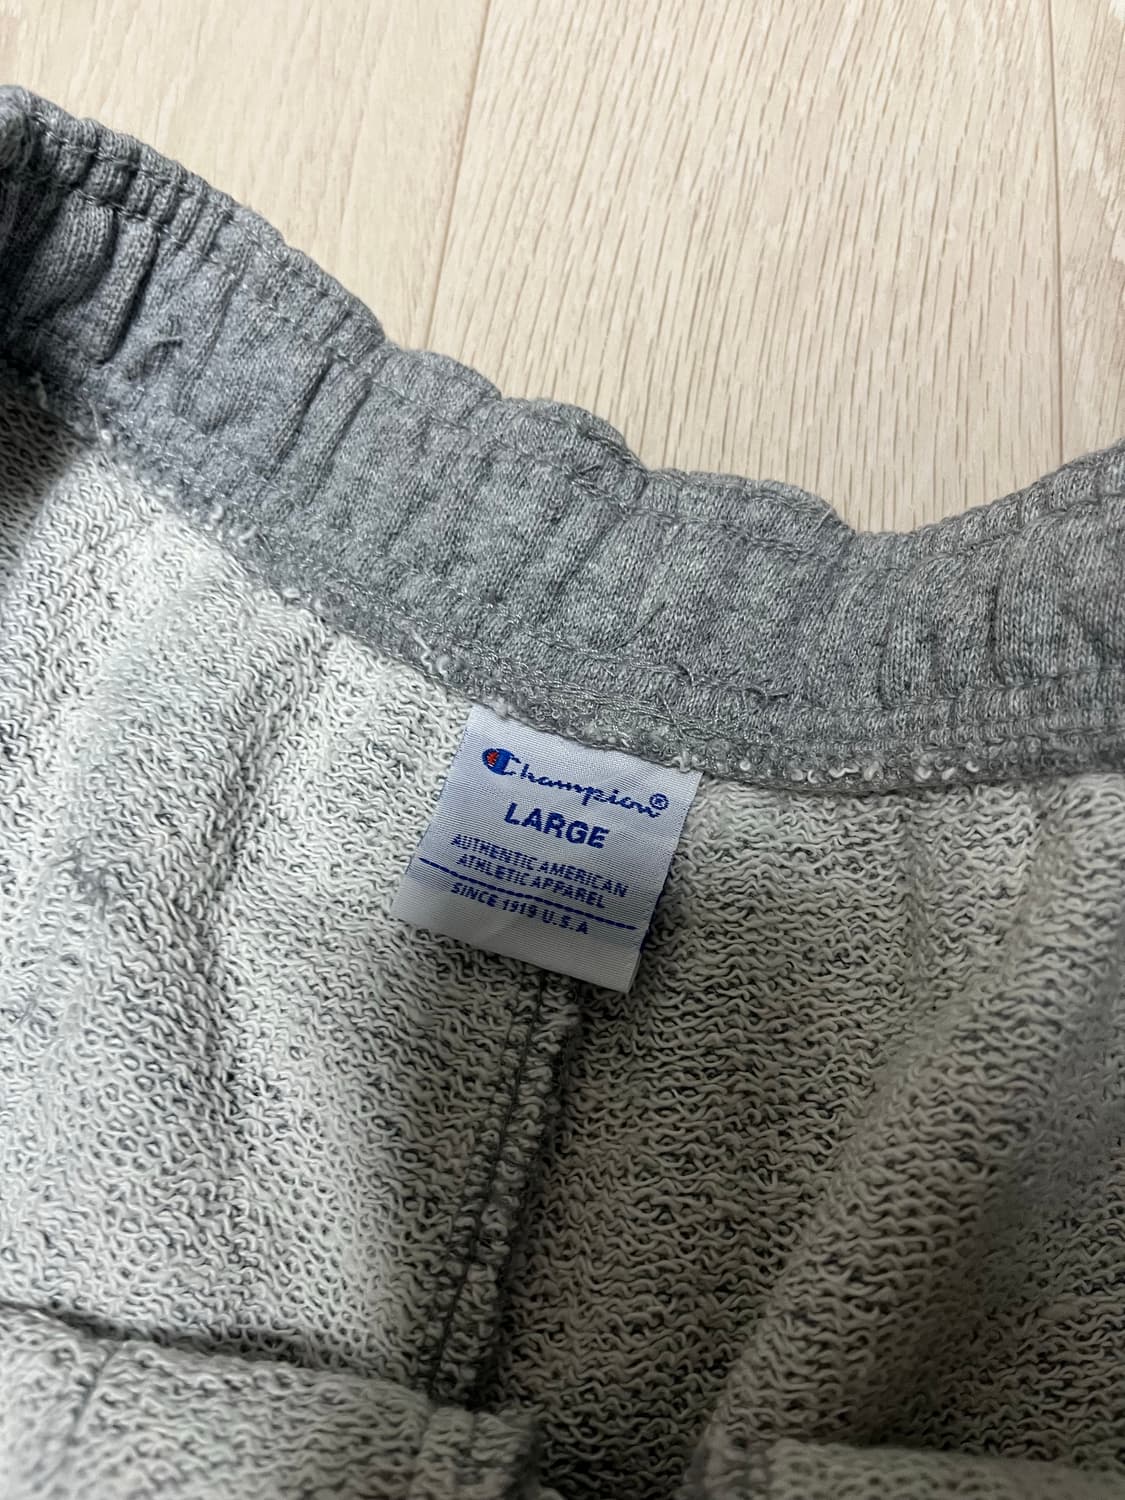 Champion®
LARGE
AUTHENTIC AMERICAN
ATHLETIC APPAREL
SINCE 1919 U.S.A